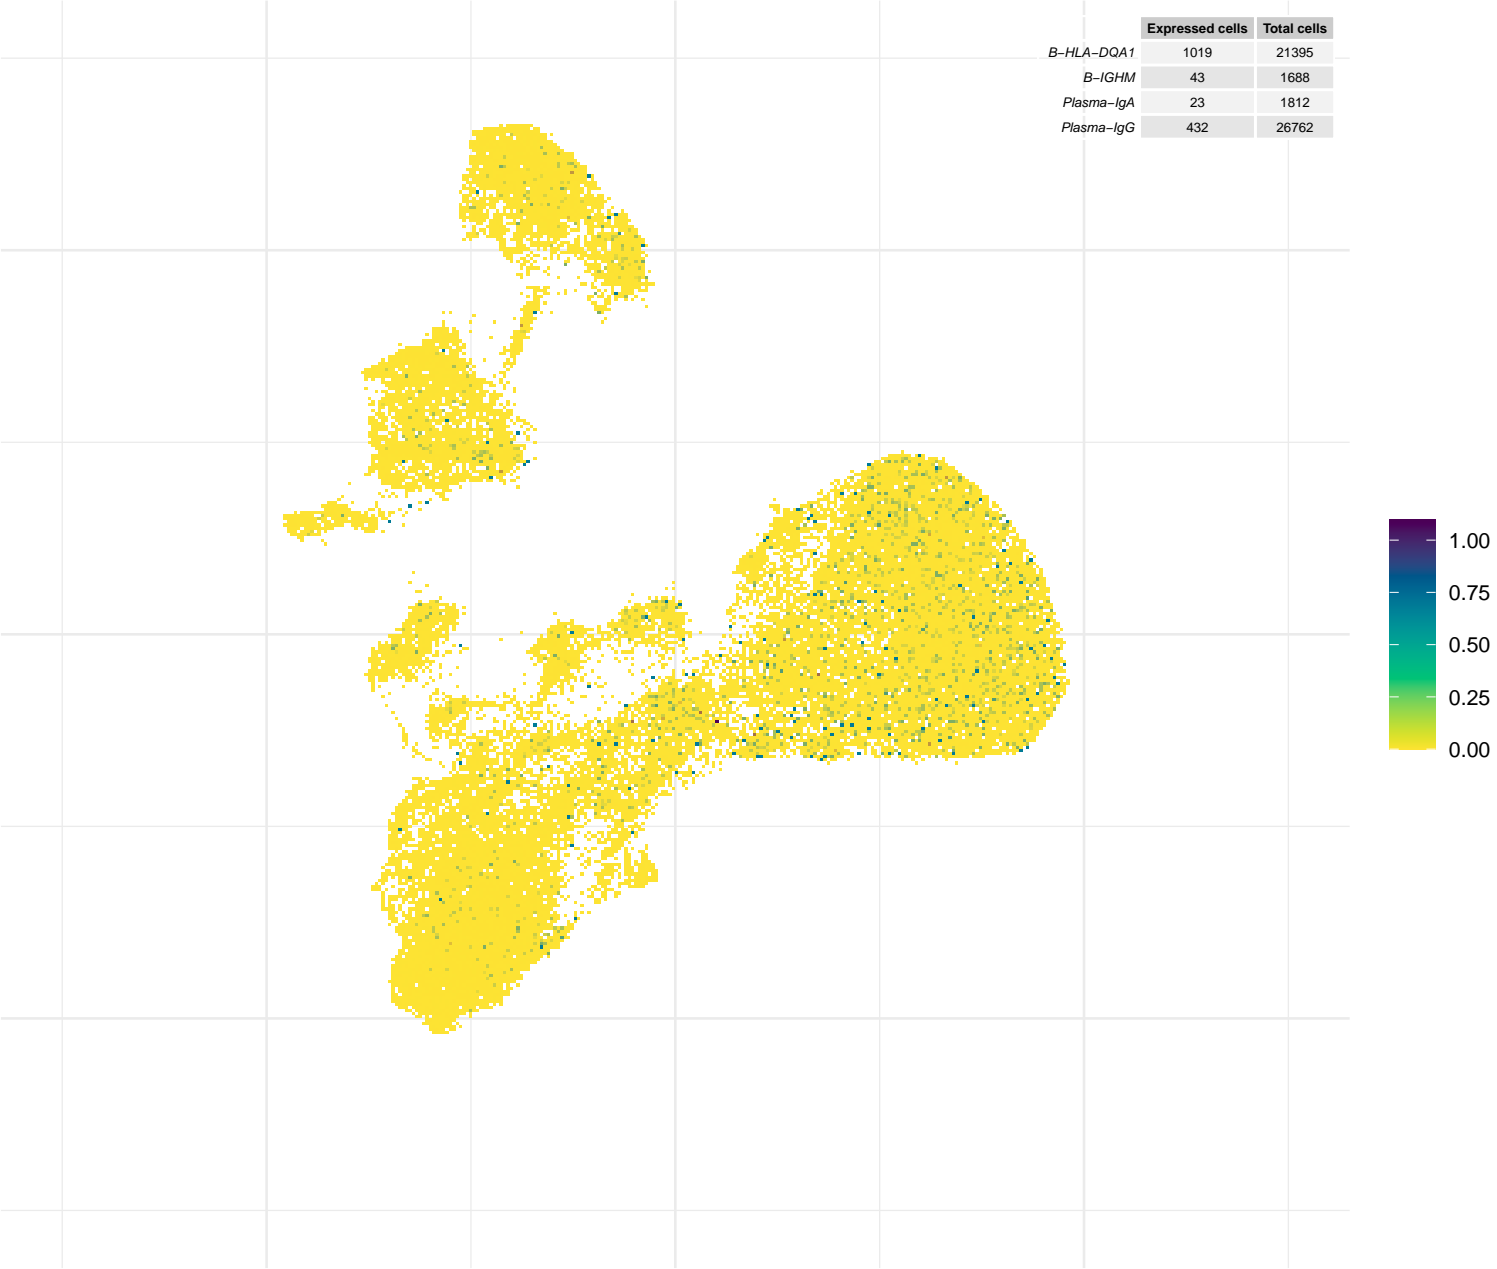 Expressed cells Total cells
B−HLA−DQA1 1019 21395
B−IGHM 43 1688
Plasma−IgA 23 1812
Plasma−IgG 432 26762
1.00
0.75
0.50
0.25
0.00